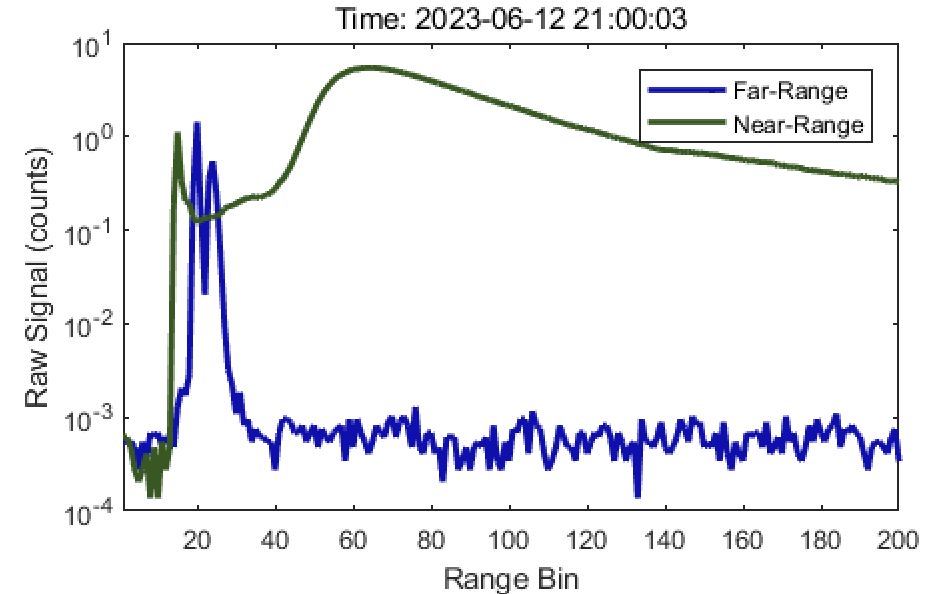 Time: 2023-06-12 21:00:03
10^1
10^0
10^-1
10^-2
10^-3
10^-4
Raw Signal (counts)
Far-Range
Near-Range
20 40 60 80 100 120 140 160 180 200
Range Bin